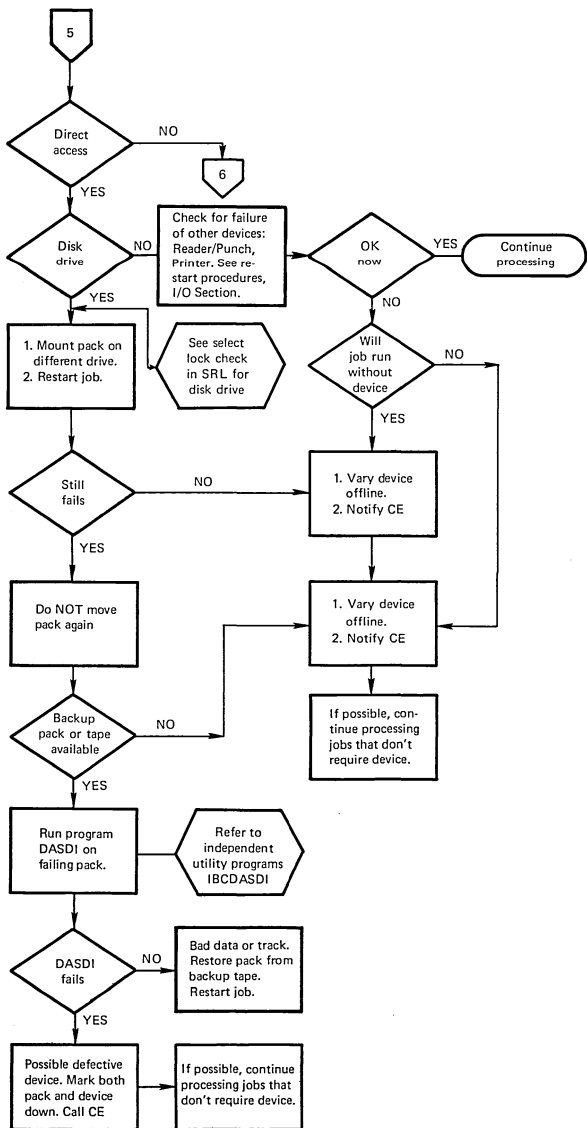 5
Direct
access
NO
6
YES
Disk
drive
NO
Check for failure
of other devices:
Reader/Punch,
Printer. See re-
start procedures,
I/O Section.
OK
now
YES
Continue
processing
YES
NO
1. Mount pack on
different drive.
2. Restart job.
See select
lock check
in SRL for
disk drive
Will
job run
without
device
NO
YES
Still
fails
NO
1. Vary device
offline.
2. Notify CE
YES
Do NOT move
pack again
1. Vary device
offline.
2. Notify CE
Backup
pack or tape
available
NO
If possible, con-
tinue processing
jobs that don't
require device.
YES
Run program
DASDI on
failing pack.
Refer to
independent
utility programs
IBCDASDI
DASDI
fails
NO
Bad data or track.
Restore pack from
backup tape.
Restart job.
YES
Possible defective
device. Mark both
pack and device
down. Call CE
If possible, continue
processing jobs that
don't require device.